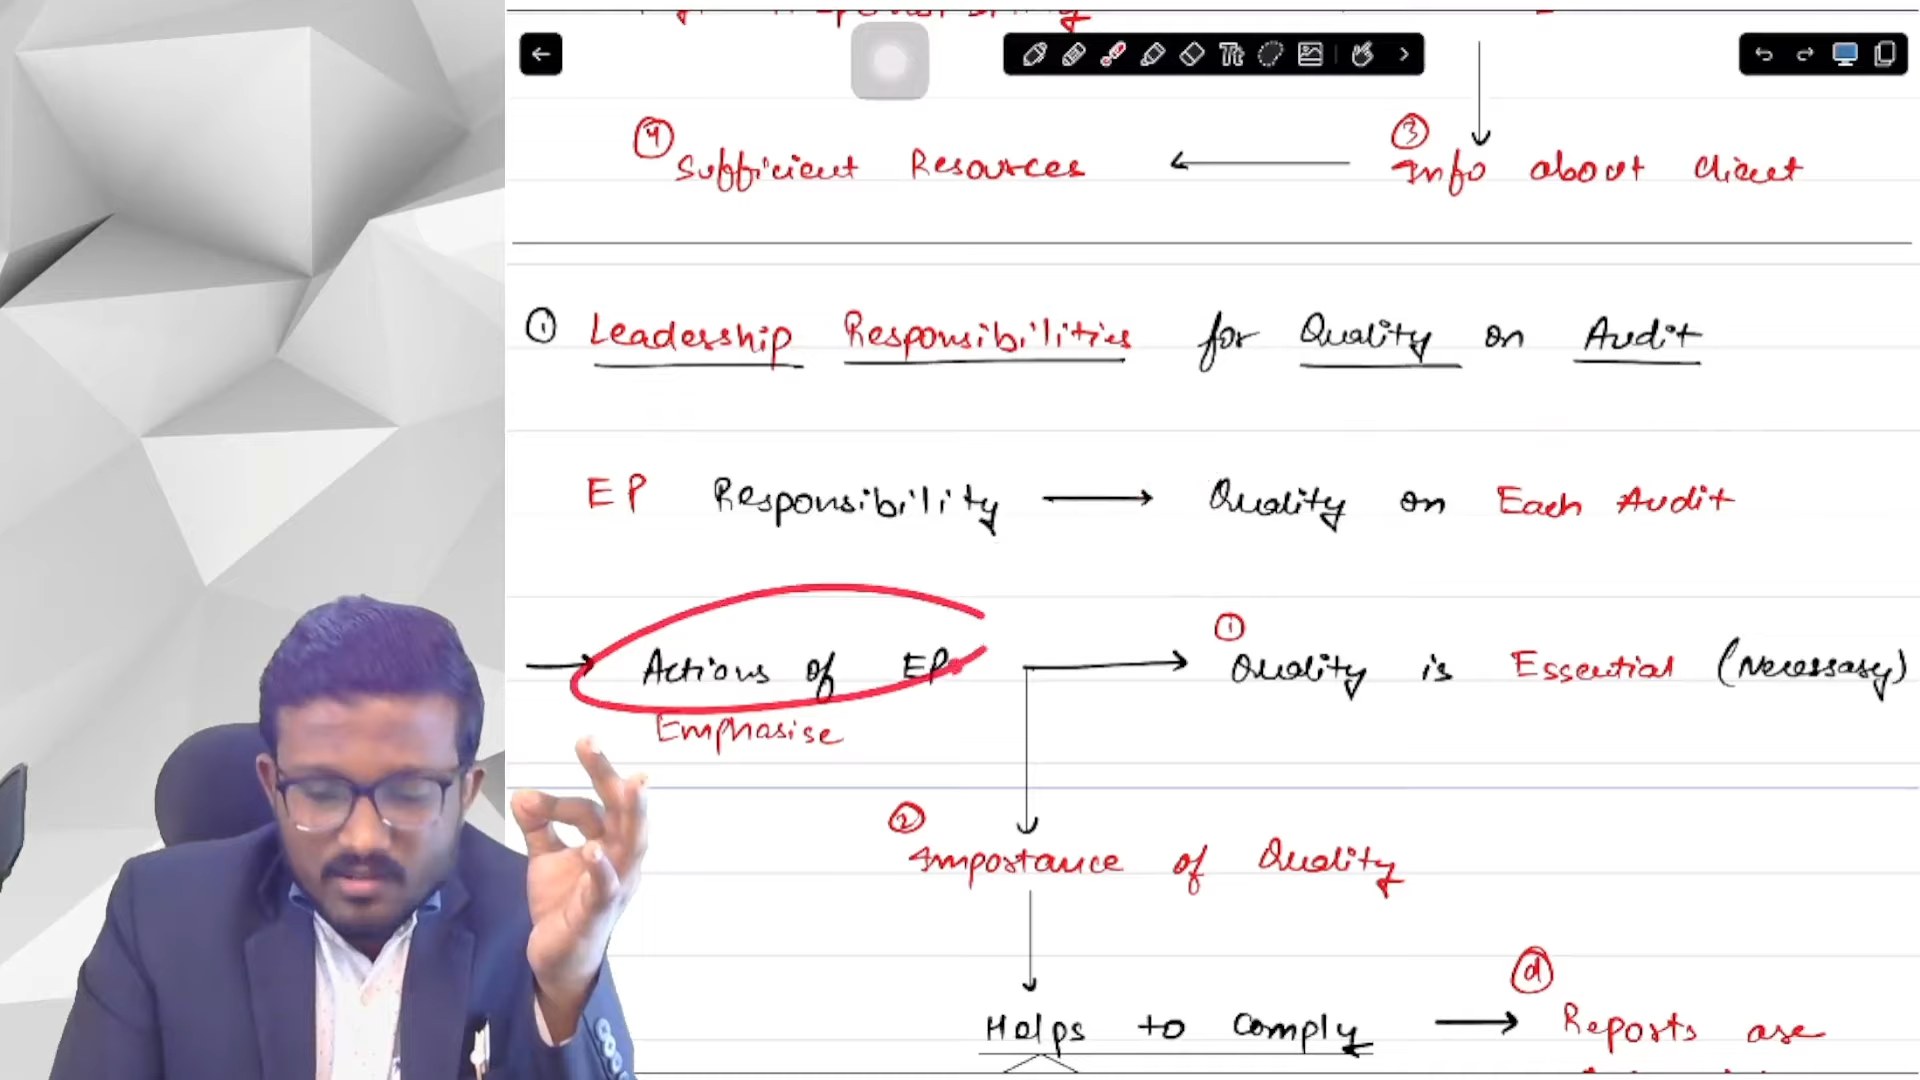 ④ Sufficient Resources ← ③ Info about client
① Leadership Responsibilities for Quality on Audit
EP Responsibility → Quality on Each Audit
→ Actions of EP → ① Quality is Essential (Necessary)
Emphasise
② Importance of Quality
Helps to Comply → ⓓ Reports are